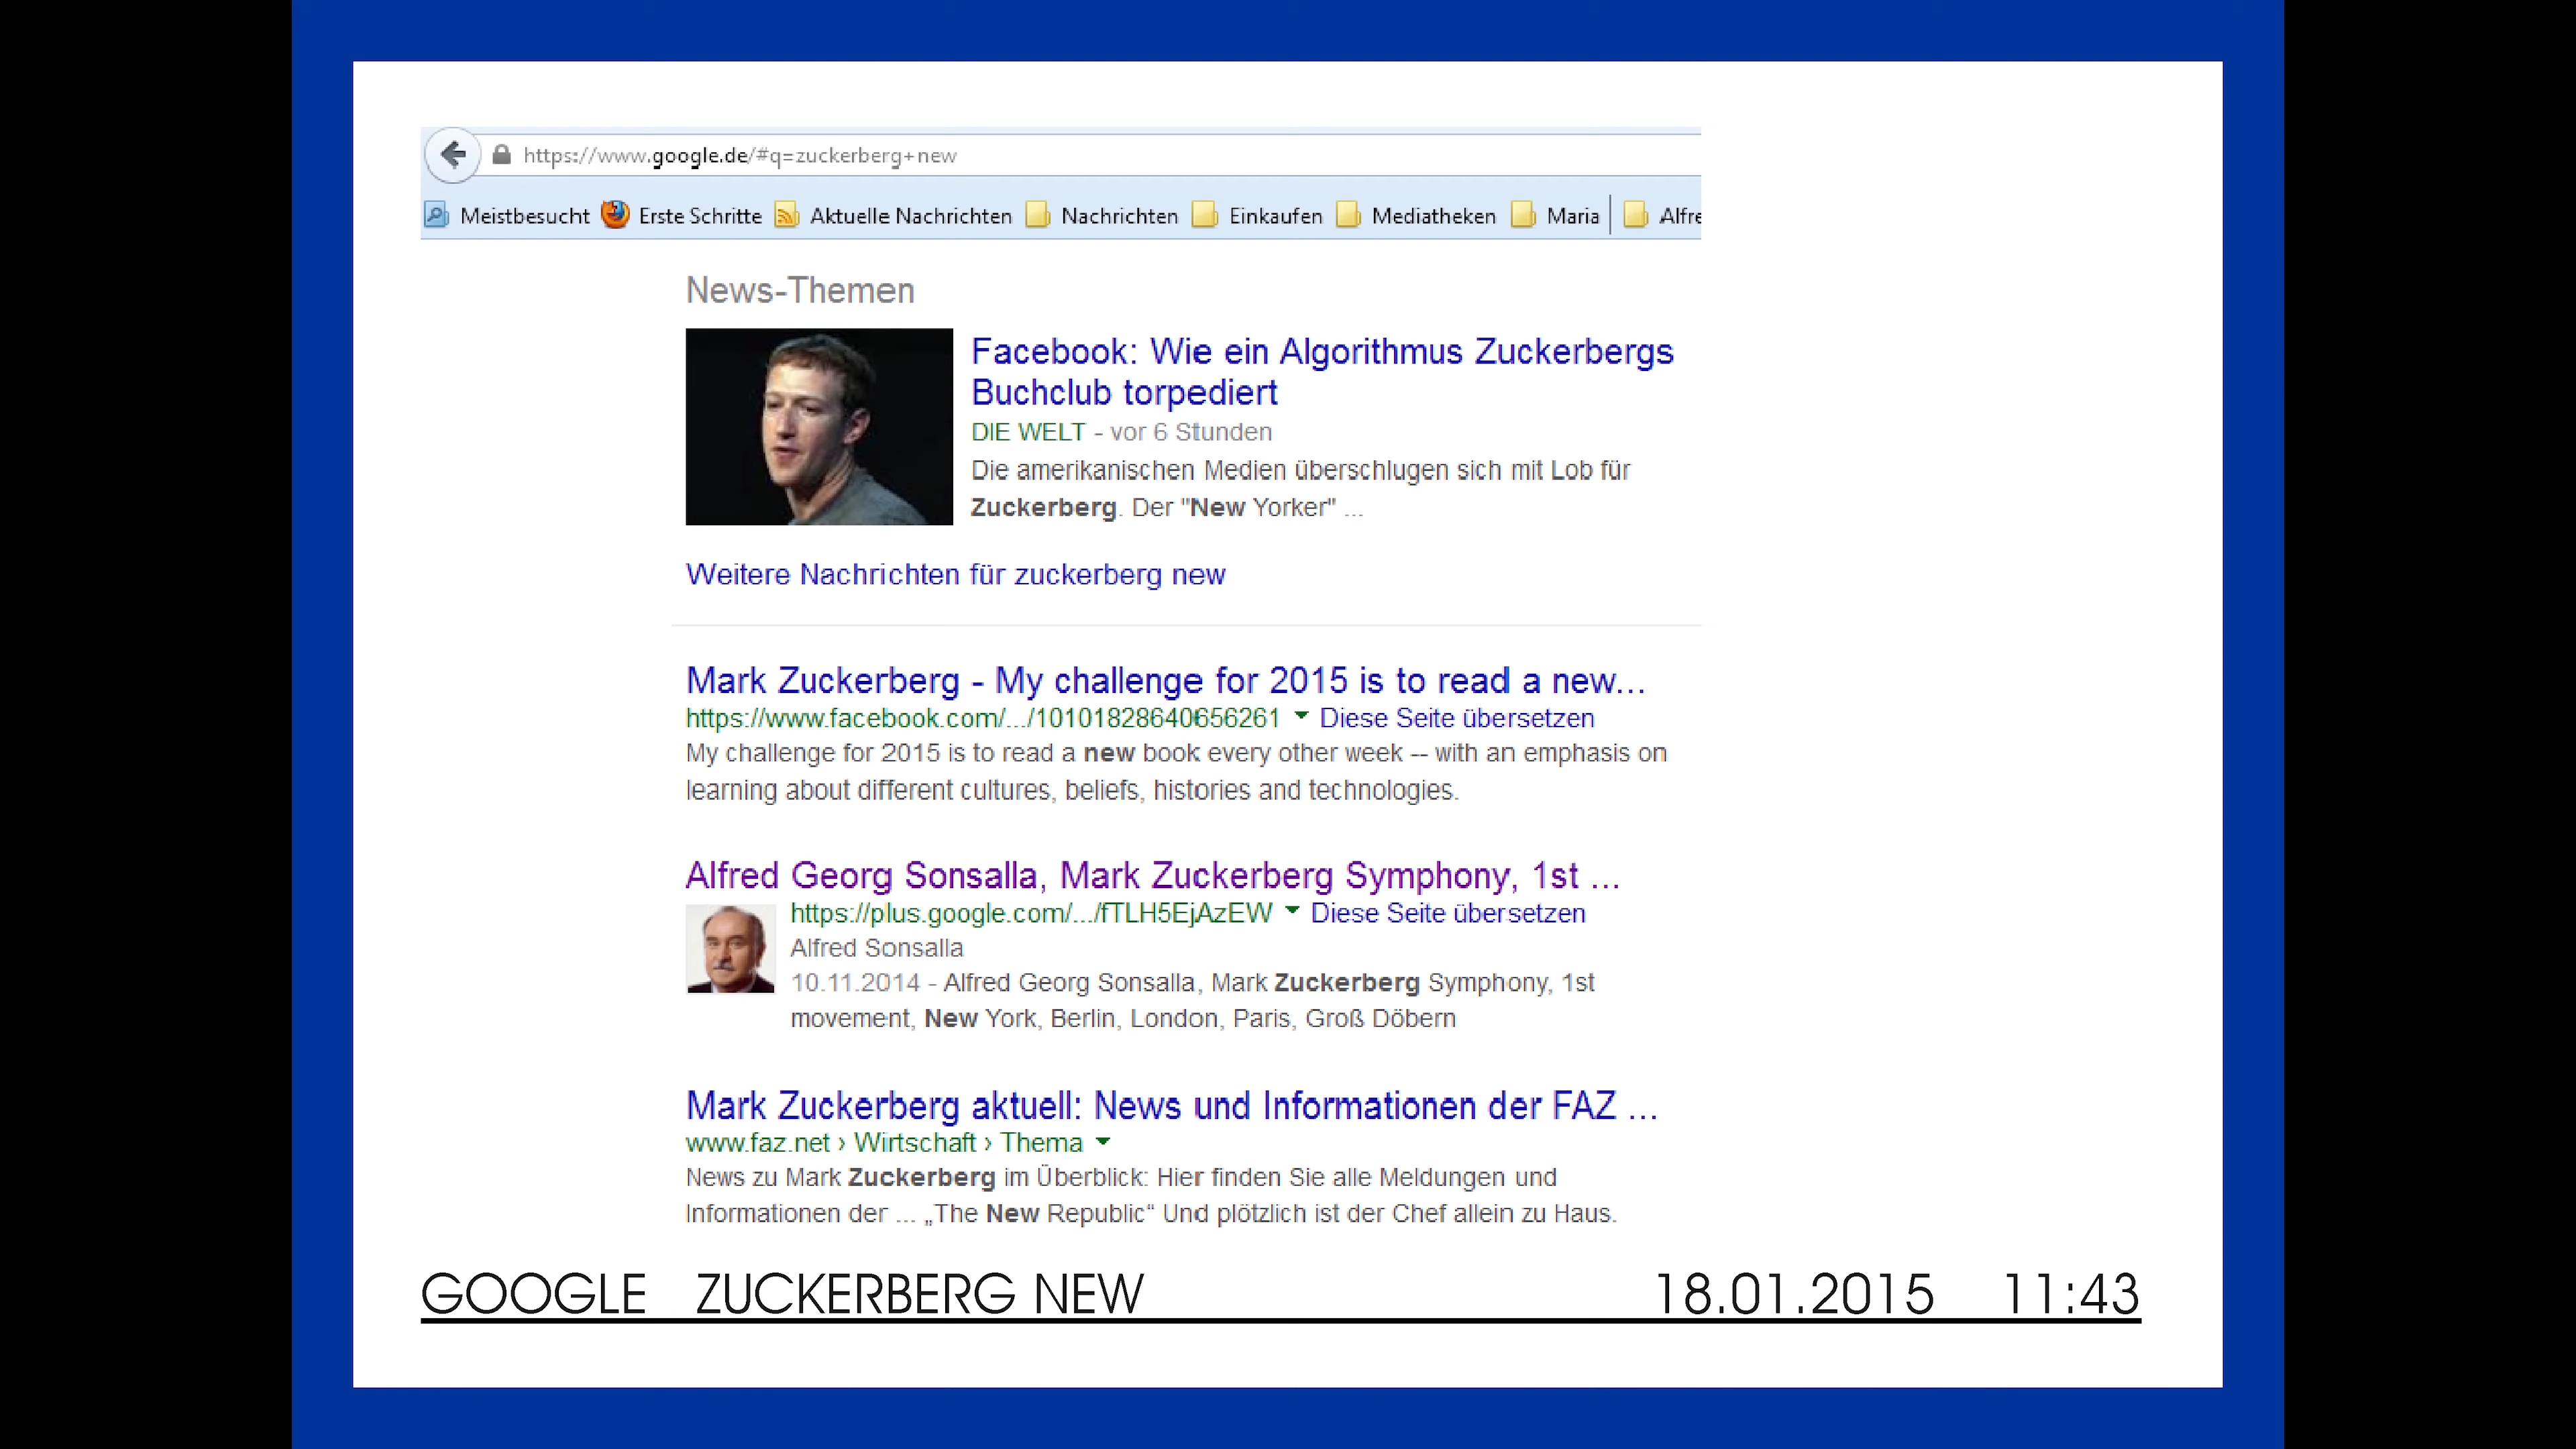 https://www.google.de/#q=zuckerberg+new
Meistbesucht Erste Schritte Aktuelle Nachrichten Nachrichten Einkaufen Mediatheken Maria Alfre
News-Themen
Facebook: Wie ein Algorithmus Zuckerbergs
Buchclub torpediert
DIE WELT - vor 6 Stunden
Die amerikanischen Medien überschlugen sich mit Lob für
Zuckerberg. Der "New Yorker" ...
Weitere Nachrichten für zuckerberg new
Mark Zuckerberg - My challenge for 2015 is to read a new...
https://www.facebook.com/.../10101828640656261 Diese Seite übersetzen
My challenge for 2015 is to read a new book every other week -- with an emphasis on
learning about different cultures, beliefs, histories and technologies.
Alfred Georg Sonsalla, Mark Zuckerberg Symphony, 1st ...
https://plus.google.com/.../fTLH5EjAzEW Diese Seite übersetzen
Alfred Sonsalla
10.11.2014 - Alfred Georg Sonsalla, Mark Zuckerberg Symphony, 1st
movement, New York, Berlin, London, Paris, Groß Döbern
Mark Zuckerberg aktuell: News und Informationen der FAZ ...
www.faz.net › Wirtschaft › Thema
News zu Mark Zuckerberg im Überblick: Hier finden Sie alle Meldungen und
Informationen der ... „The New Republic“ Und plötzlich ist der Chef allein zu Haus.
GOOGLE ZUCKERBERG NEW 18.01.2015 11:43